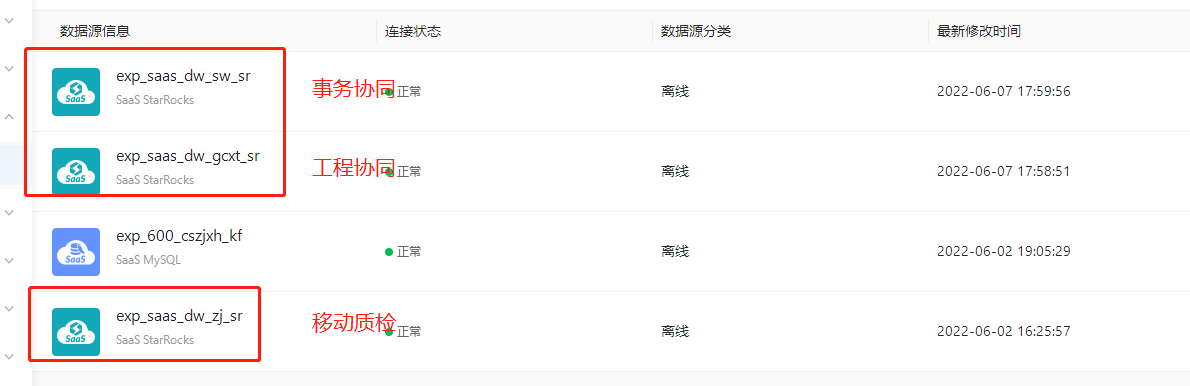 数据源信息 连接状态 数据源分类 最新修改时间
SaaS exp_saas_dw_sw_sr 事务协同 正常 离线 2022-06-07 17:59:56
SaaS StarRocks
SaaS exp_saas_dw_gcxt_sr 工程协同 正常 离线 2022-06-07 17:58:51
SaaS StarRocks
SaaS exp_600_cszjxh_kf 正常 离线 2022-06-02 19:05:29
SaaS MySQL
SaaS exp_saas_dw_zj_sr 移动质检 正常 离线 2022-06-02 16:25:57
SaaS StarRocks